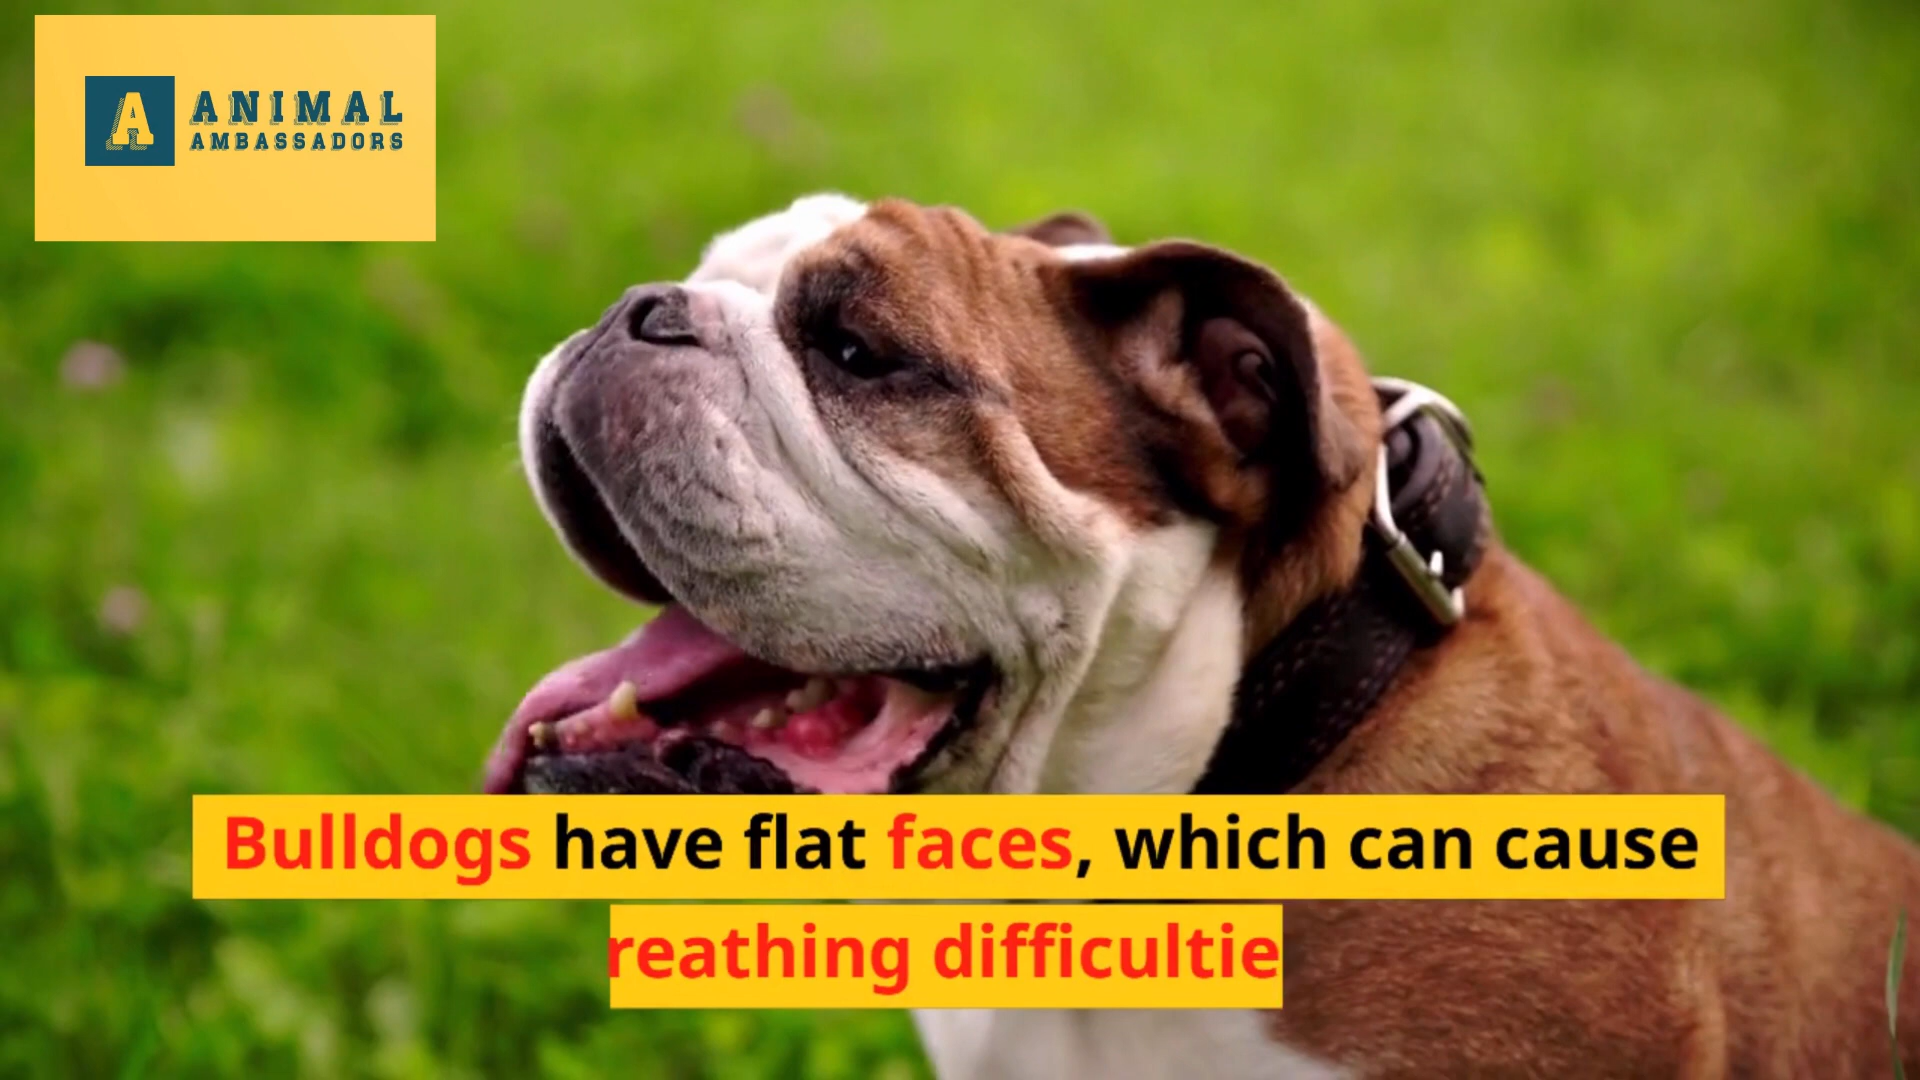 A
ANIMAL
AMBASSADORS
Bulldogs have flat faces, which can cause
reathing difficultie